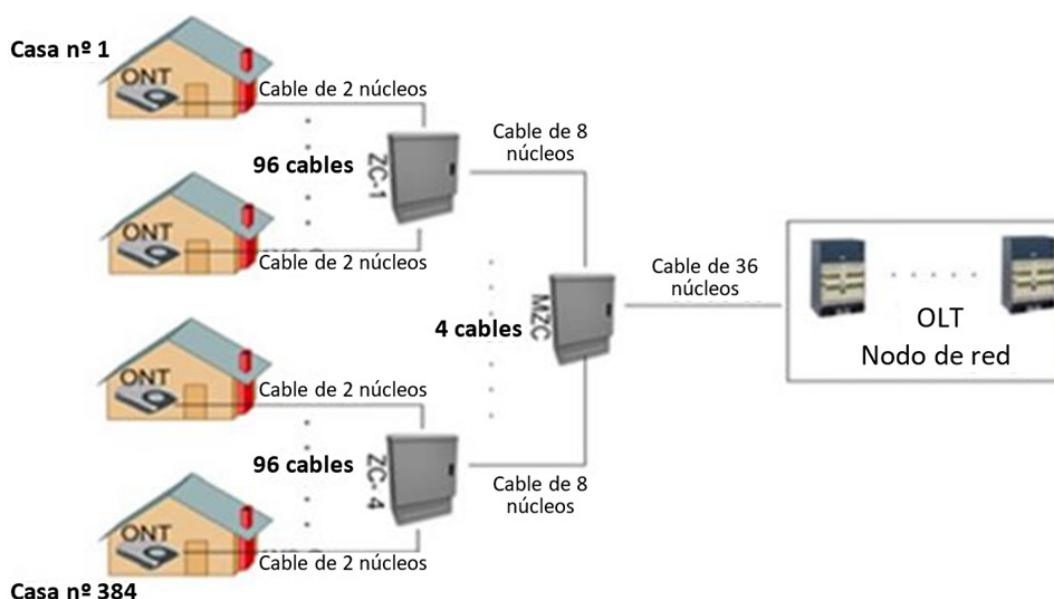 Casa nº 1
ONT
Cable de 2 núcleos
96 cables
ZC-1
Cable de 8
núcleos
ONT
Cable de 2 núcleos
4 cables
MZC
Cable de 36
núcleos
OLT
Nodo de red
ONT
Cable de 2 núcleos
96 cables
ZC-4
Cable de 8
núcleos
ONT
Cable de 2 núcleos
Casa nº 384